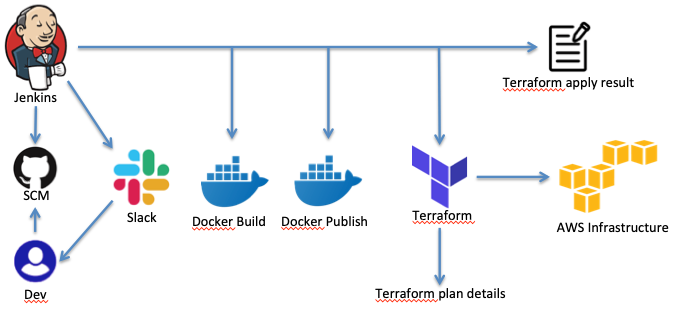 Terraform apply result
Jenkins
SCM
Slack
Docker Build
Docker Publish
Terraform
AWS Infrastructure
Dev
Terraform plan details